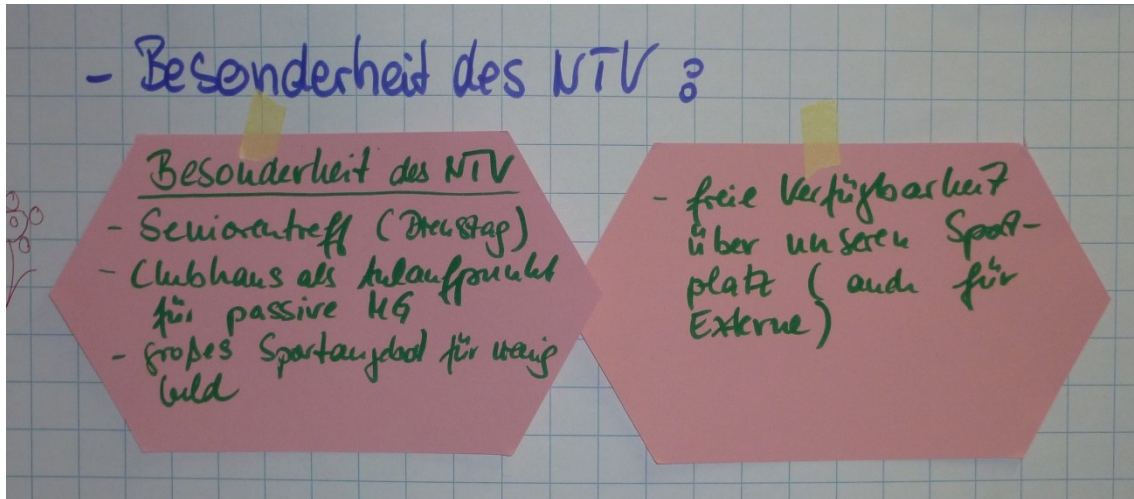 - Besonderheit des NTV :
Besonderheit des NTV
- Seniorentreff (Dienstag)
- Clubhaus als Anlaufpunkt
für passive MG
- großes Sportangebot für wenig
Geld
- freie Verfügbarkeit
über unseren Sport-
platz (auch für
Externe)